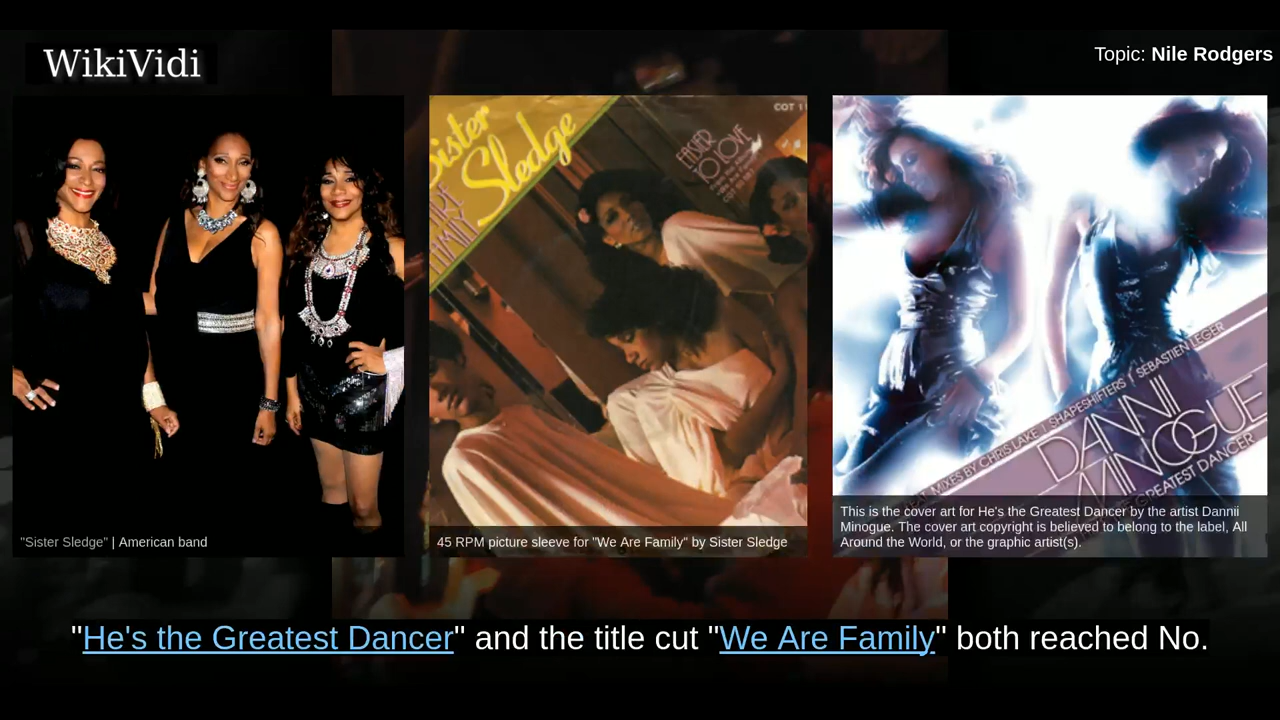 WikiVidi
Topic: Nile Rodgers
Sister
Sledge
COT 1
FAMILY
DANNII
MINOGUE
MIXES BY CHRIS LAKE | SHAPESHIFTERS | SEBASTIEN LEGER
GREATEST DANCER
"Sister Sledge" | American band
45 RPM picture sleeve for "We Are Family" by Sister Sledge
This is the cover art for He's the Greatest Dancer by the artist Dannii
Minogue. The cover art copyright is believed to belong to the label, All
Around the World, or the graphic artist(s).
"He's the Greatest Dancer" and the title cut "We Are Family" both reached No.